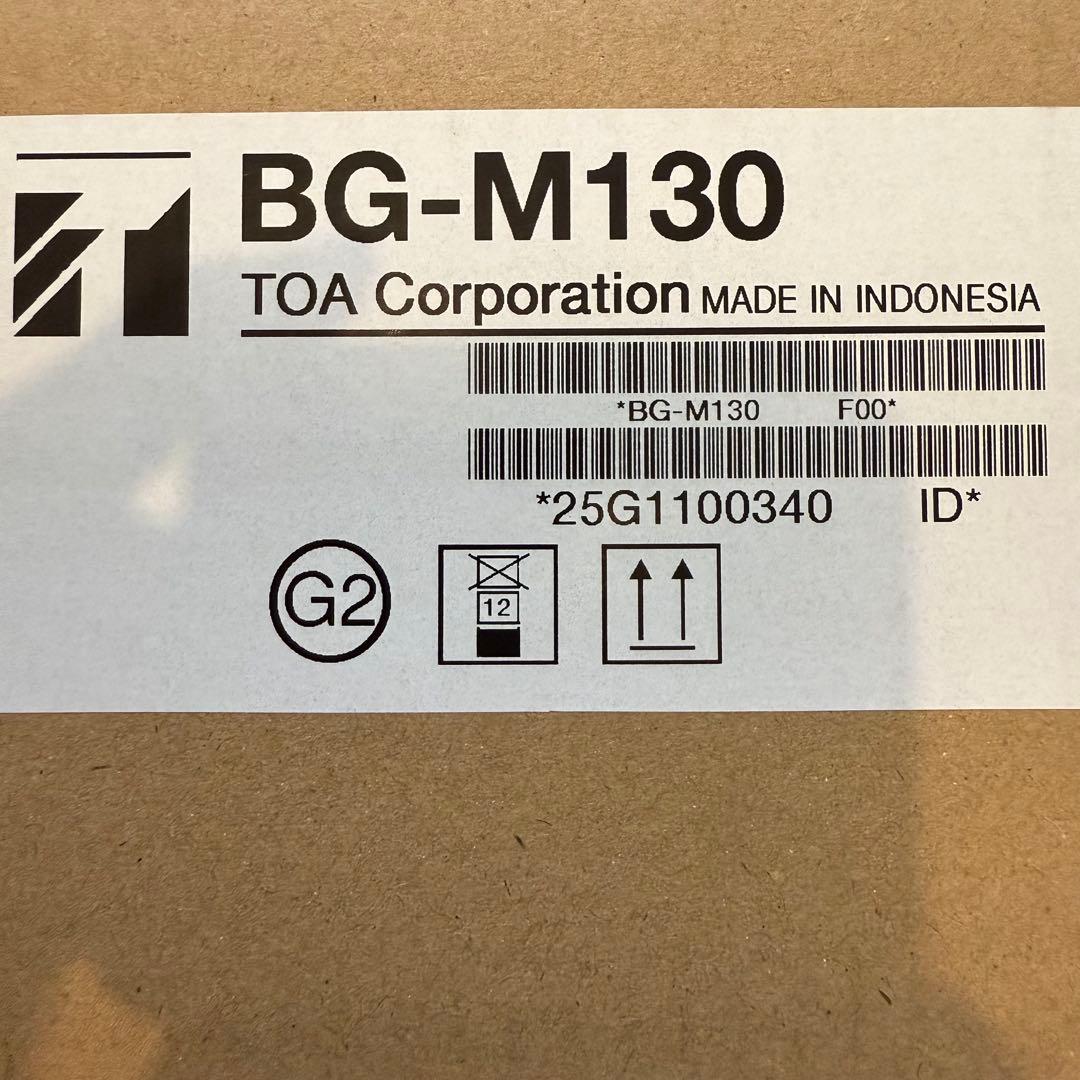 BG-M130
TOA Corporation MADE IN INDONESIA
*BG-M130 F00*
*25G1100340 ID*
G2
12